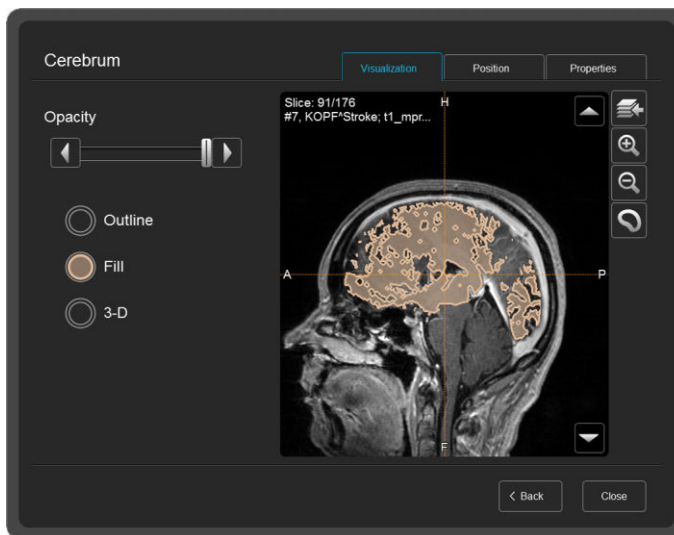 Cerebrum
Visualization
Position
Properties
Opacity
Slice: 91/176
#7, KOPF^Stroke; t1_mpr...
H
A
P
F
Outline
Fill
3-D
< Back
Close